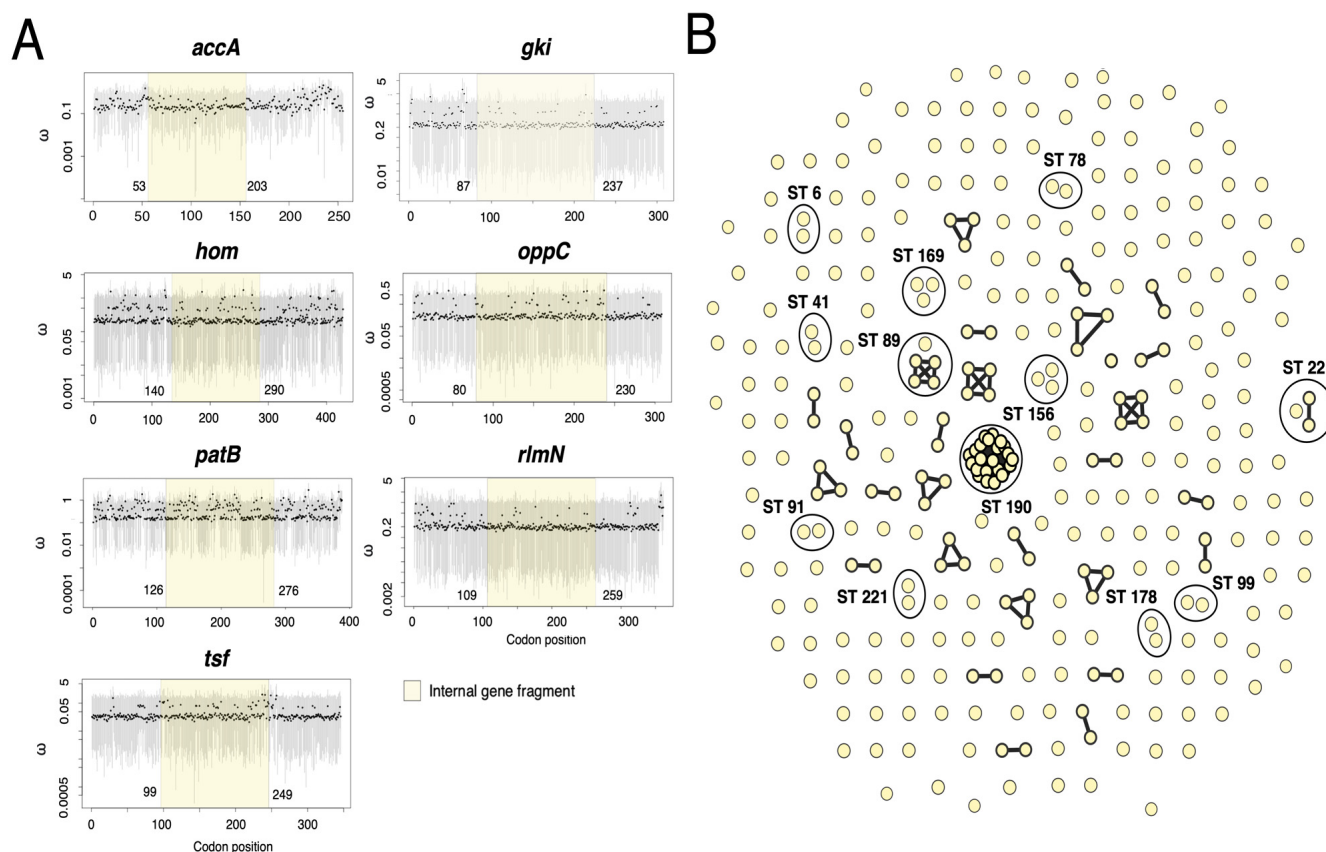 A
B
accA
gki
ω
0.1
0.001
53
203
0 50 100 150 200 250
ω
5
0.2
0.01
87
237
0 100 200 300
hom
oppC
ω
5
0.05
0.001
140
290
0 100 200 300 400
ω
0.5
0.05
0.0005
80
230
0 100 200 300
patB
rlmN
ω
1
0.01
0.0001
126
276
0 100 200 300 400
ω
5
0.2
0.002
109
259
0 100 200 300
Codon position
tsf
ω
5
0.05
0.0005
99
249
0 100 200 300
Codon position
Internal gene fragment
ST 78
ST 6
ST 169
ST 41
ST 89
ST 156
ST 22
ST 91
ST 190
ST 221
ST 178
ST 99